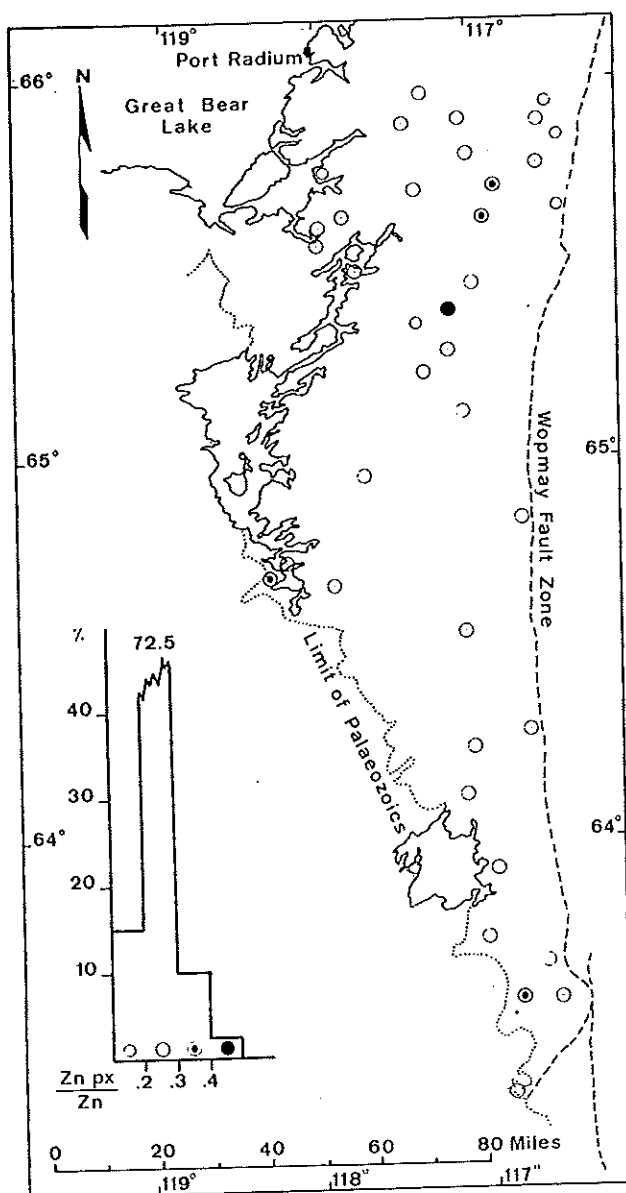 119° 117°
Port Radium
66°
N
Great Bear
Lake
Wopmay Fault Zone
65° 65°
%
72.5
Limit of Palaeozoics
40
30
64° 64°
20
10
Zn px
Zn
.2 .3 .4
0 20 40 60 80 Miles
119° 118° 117°